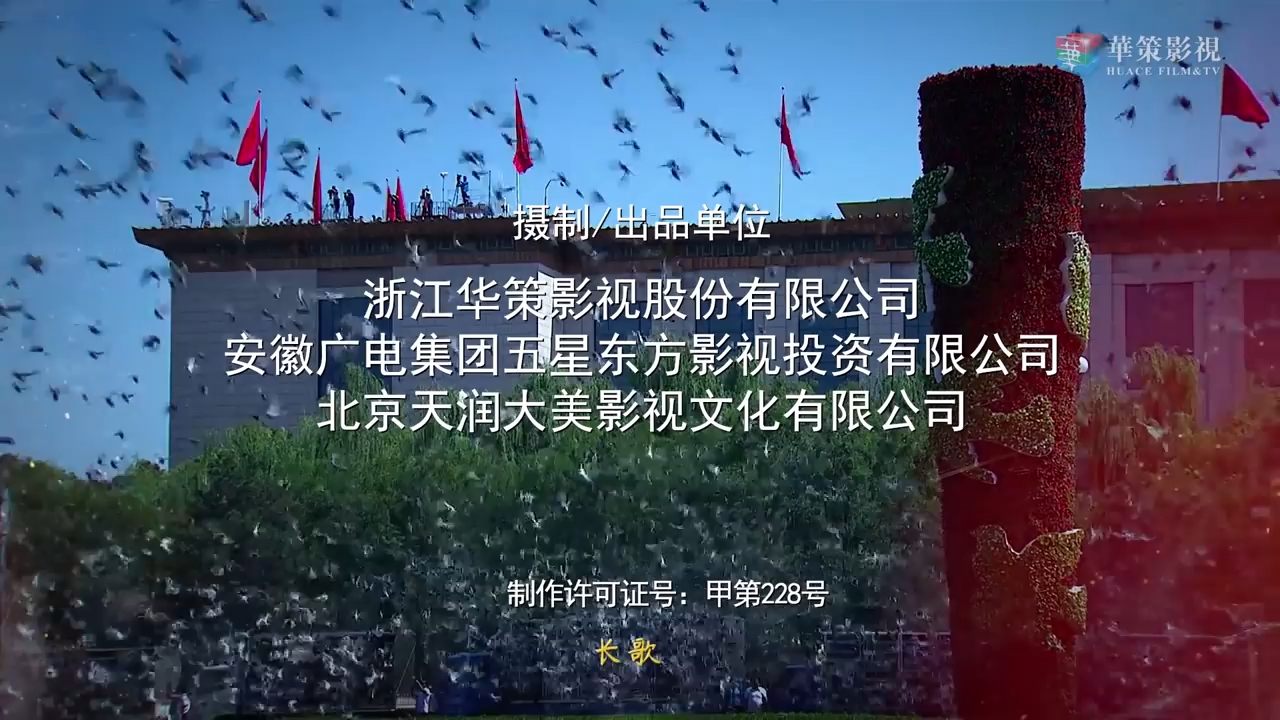 華策影視
HUACE FILM&TV
摄制/出品单位
浙江华策影视股份有限公司
安徽广电集团五星东方影视投资有限公司
北京天润大美影视文化有限公司
制作许可证号：甲第228号
长歌